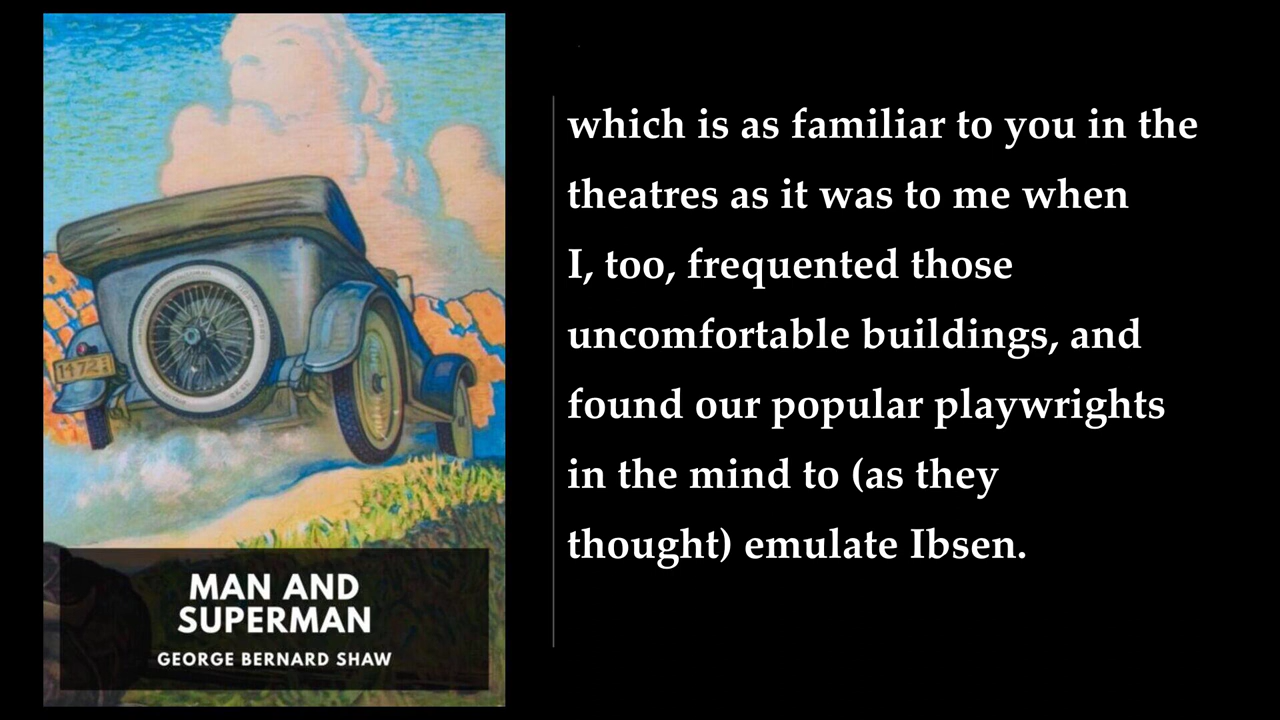 which is as familiar to you in the
theatres as it was to me when
I, too, frequented those
uncomfortable buildings, and
found our popular playwrights
in the mind to (as they
thought) emulate Ibsen.
1472
MAN AND
SUPERMAN
GEORGE BERNARD SHAW